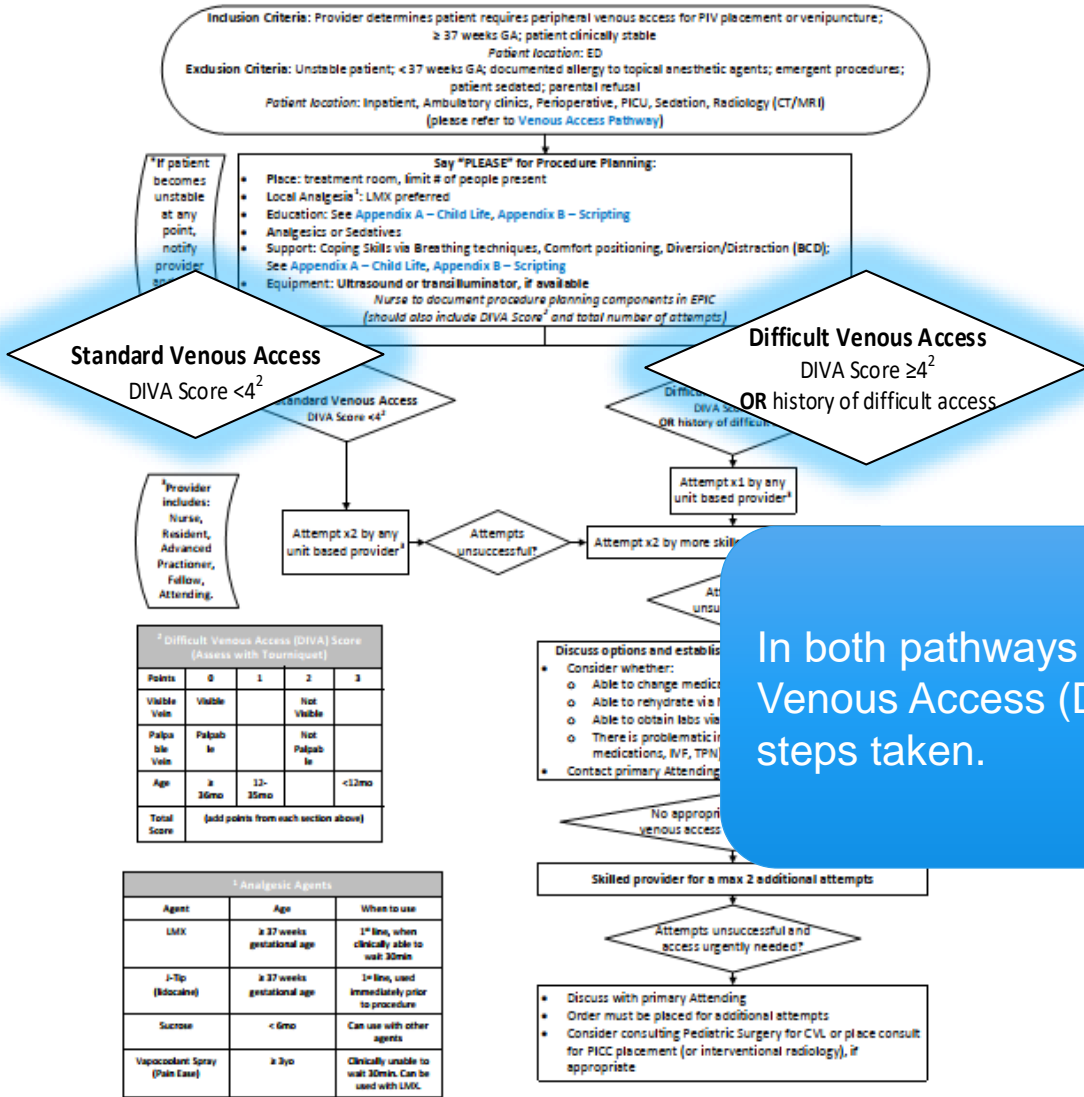 Inclusion Criteria: Provider determines patient requires peripheral venous access for PIV placement or venipuncture;
≥ 37 weeks GA; patient clinically stable
Patient location: ED
Exclusion Criteria: Unstable patient; < 37 weeks GA; documented allergy to topical anesthetic agents; emergent procedures;
patient sedated; parental refusal
Patient location: Inpatient, Ambulatory clinics, Perioperative, PICU, Sedation, Radiology (CT/MRI)
(please refer to Venous Access Pathway)
*If patient
becomes
unstable
at any
point,
notify
provider
Say "PLEASE" for Procedure Planning:
• Place: treatment room, limit # of people present
• Local Analgesia¹: LMX preferred
• Education: See Appendix A – Child Life, Appendix B – Scripting
• Analgesics or Sedatives
• Support: Coping Skills via Breathing techniques, Comfort positioning, Diversion/Distraction (BCD);
See Appendix A – Child Life, Appendix B – Scripting
• Equipment: Ultrasound or transilluminator, if available
Nurse to document procedure planning components in EPIC
(should also include DIVA Score² and total number of attempts)
Standard Venous Access
DIVA Score <4²
Difficult Venous Access
DIVA Score ≥4²
OR history of difficult access
Standard Venous Access
DIVA Score <4²
DIVA
OR history of
³Provider
includes:
Nurse,
Resident,
Advanced
Practioner,
Fellow,
Attending.
Attempt x2 by any
unit based provider³
Attempts
unsuccessful?
Attempt x1 by any
unit based provider³
Attempt x2 by more
Discuss options and
• Consider whether:
o Able to change
o Able to rehydrate via
o Able to obtain labs via
o There is problematic
medications, IVF, TPN
• Contact primary Attending
No
venous access
Skilled provider for a max 2 additional attempts
Attempts unsuccessful and
access urgently needed?
• Discuss with primary Attending
• Order must be placed for additional attempts
• Consider consulting Pediatric Surgery for CVL or place consult
for PICC placement (or interventional radiology), if
appropriate
² Difficult Venous Access (DIVA) Score
(Assess with Tourniquet)
Points 0 1 2 3
Visible Vein Visible Not Visible
Palpable Vein Palpable Not Palpable
Age ≥ 36mo 12-35mo <12mo
Total Score (add points from each section above)
¹ Analgesic Agents
Agent Age When to use
LMX ≥ 37 weeks gestational age 1st line, when clinically able to wait 30min
J-Tip (lidocaine) ≥ 37 weeks gestational age 1st line, used immediately prior to procedure
Sucrose < 6mo Can use with other agents
Vapocoolant Spray (Pain Ease) ≥ 3yo Clinically unable to wait 30min. Can be used with LMX.
In both pathways
Venous Access (D
steps taken.